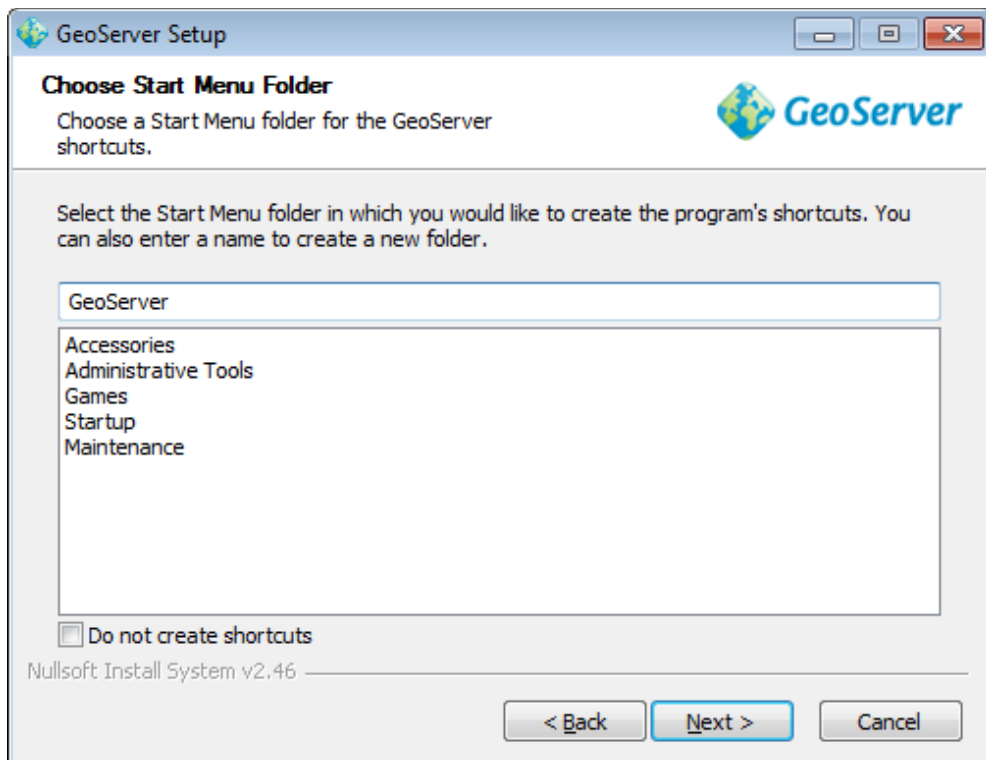 GeoServer Setup
Choose Start Menu Folder
Choose a Start Menu folder for the GeoServer
shortcuts.
GeoServer
Select the Start Menu folder in which you would like to create the program's shortcuts. You
can also enter a name to create a new folder.
GeoServer
Accessories
Administrative Tools
Games
Startup
Maintenance
Do not create shortcuts
Nullsoft Install System v2.46
< Back
Next >
Cancel